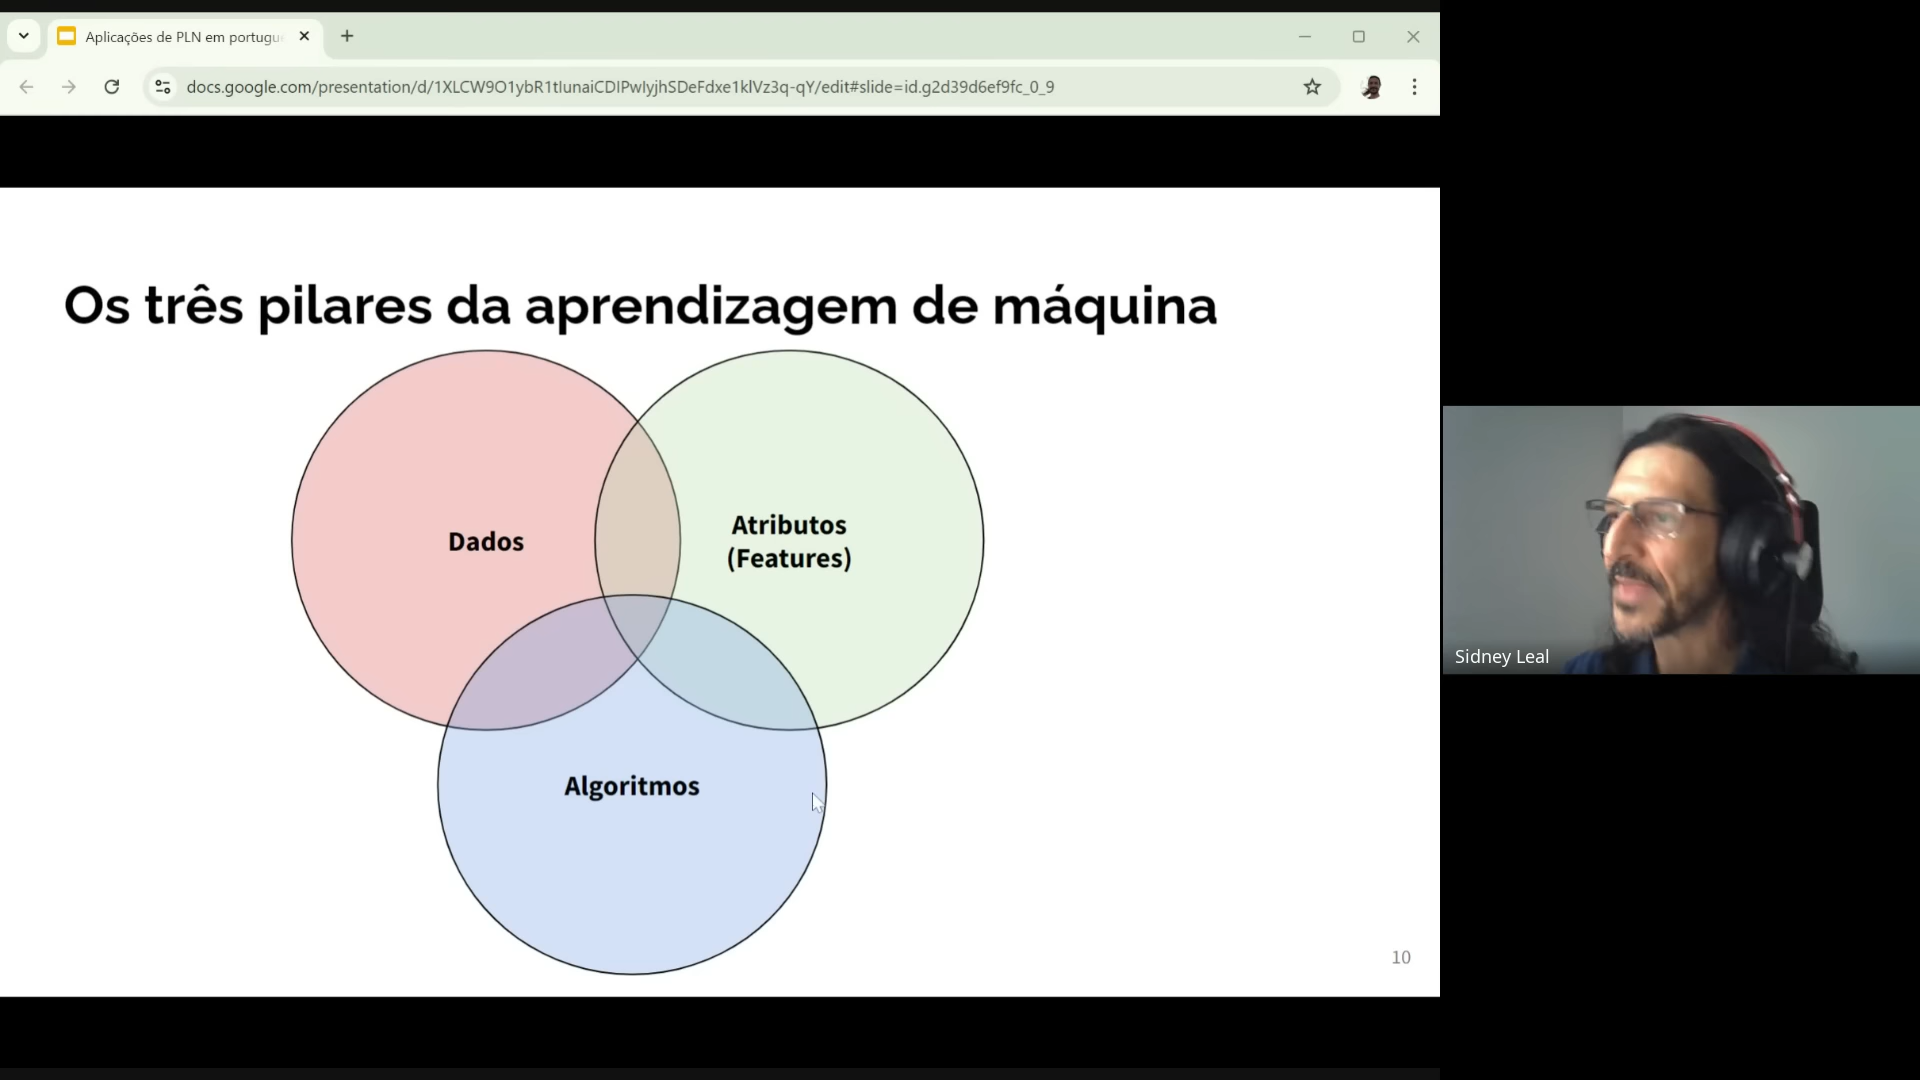 Aplicações de PLN em portugu
docs.google.com/presentation/d/1XLCW9O1ybR1tIunaiCDIPwIyjhSDeFdxe1klVz3q-qY/edit#slide=id.g2d39d6ef9fc_0_9
Os três pilares da aprendizagem de máquina
Dados
Atributos
(Features)
Algoritmos
10
Sidney Leal